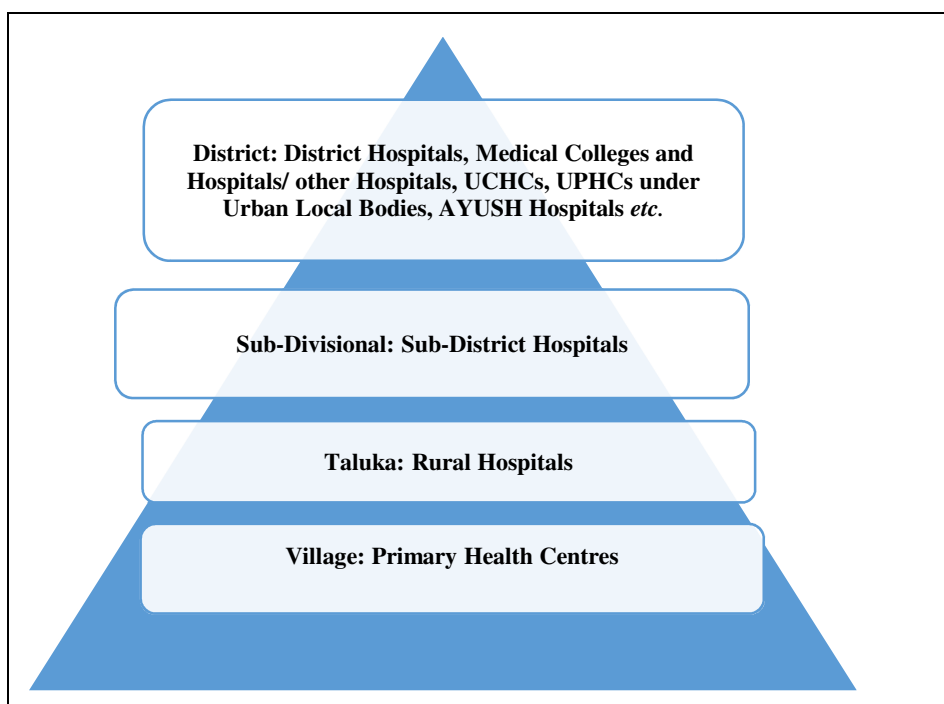 District: District Hospitals, Medical Colleges and
Hospitals/ other Hospitals, UCHCs, UPHCs under
Urban Local Bodies, AYUSH Hospitals etc.
Sub-Divisional: Sub-District Hospitals
Taluka: Rural Hospitals
Village: Primary Health Centres